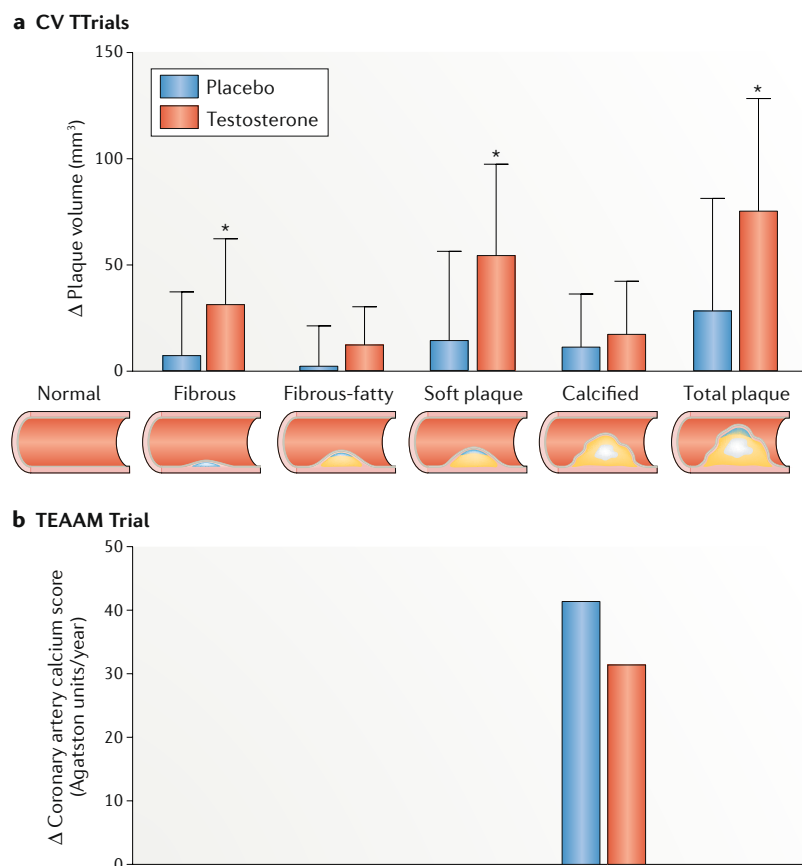 a CV TTrials
150
100
50
0
Δ Plaque volume (mm³)
Placebo
Testosterone
*
*
*
Normal Fibrous Fibrous-fatty Soft plaque Calcified Total plaque
b TEAAM Trial
50
40
30
20
10
0
Δ Coronary artery calcium score
(Agatston units/year)